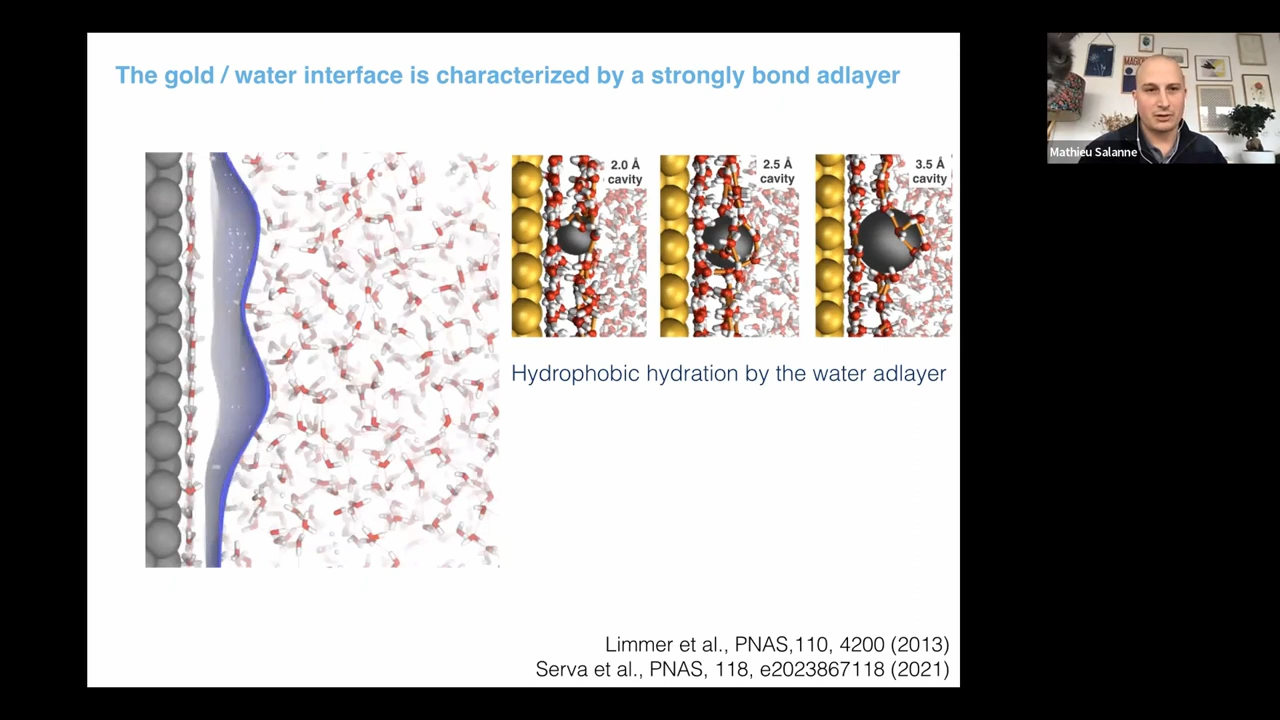 The gold / water interface is characterized by a strongly bond adlayer
2.0 Å
cavity
2.5 Å
cavity
3.5 Å
cavity
Hydrophobic hydration by the water adlayer
Limmer et al., PNAS,110, 4200 (2013)
Serva et al., PNAS, 118, e2023867118 (2021)
Mathieu Salanne